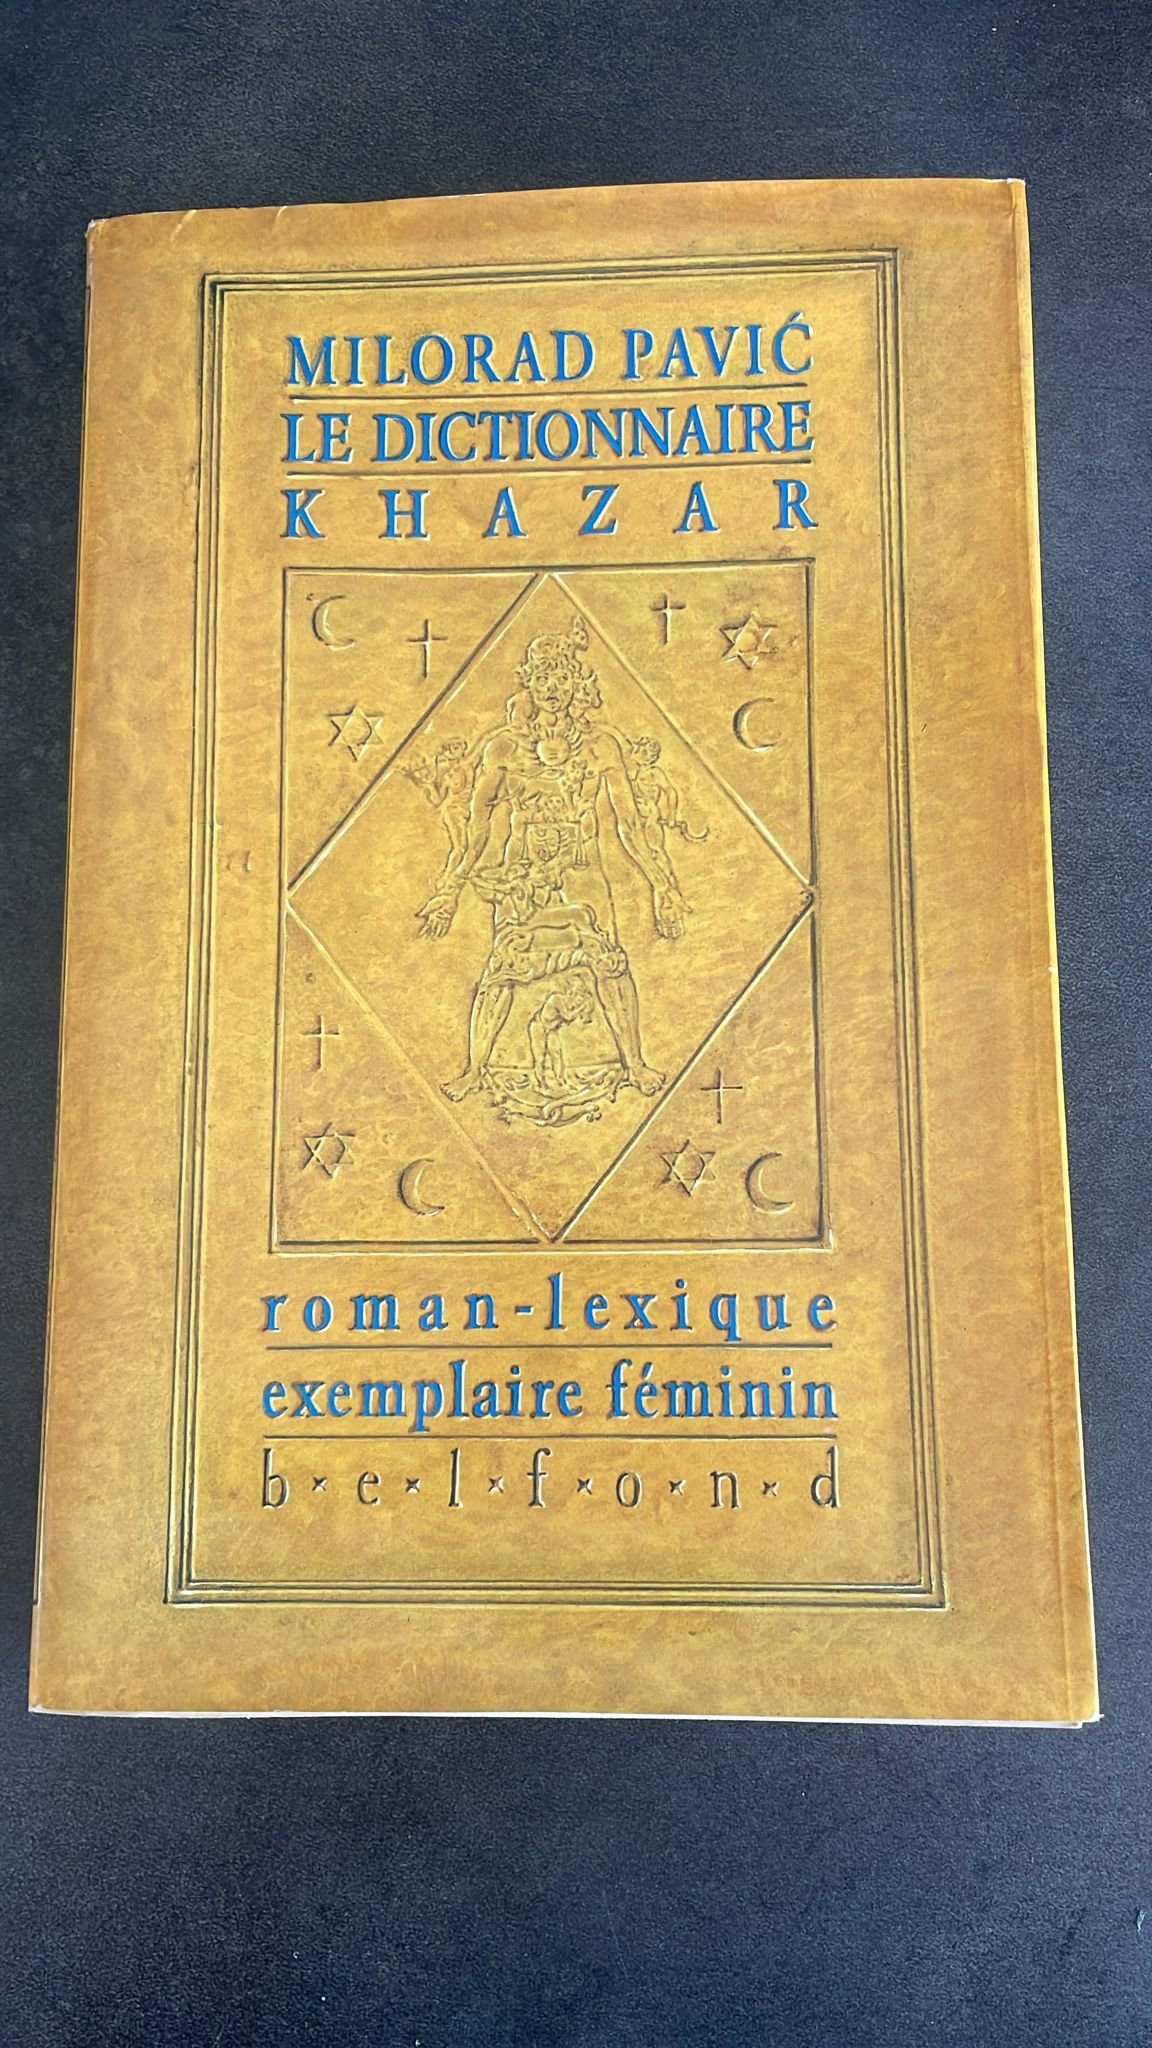 MILORAD PAVIĆ
LE DICTIONNAIRE
KHAZAR
roman-lexique
exemplaire féminin
b×e×l×f×o×n×d